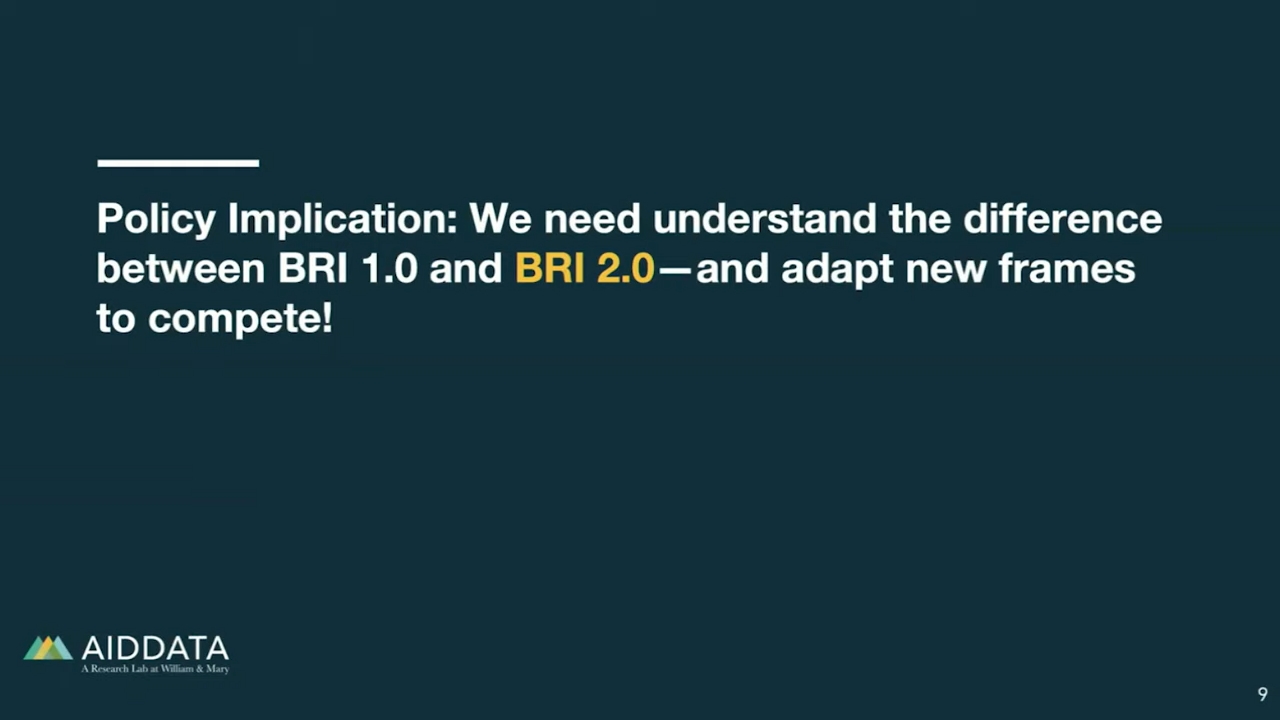 Policy Implication: We need understand the difference
between BRI 1.0 and BRI 2.0—and adapt new frames
to compete!
AIDDATA
A Research Lab at William & Mary
9